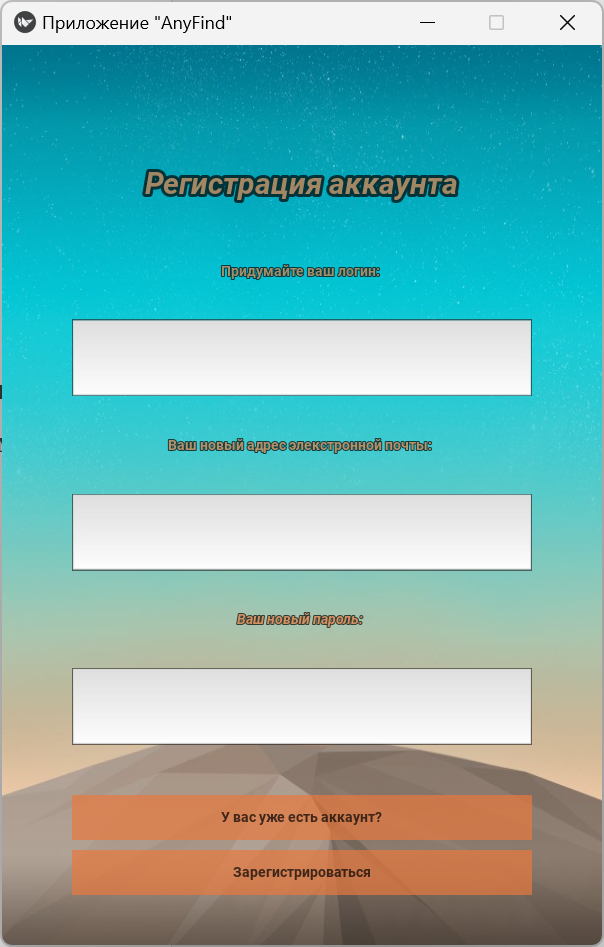 Приложение "AnyFind"
Регистрация аккаунта
Придумайте ваш логин:
Ваш новый адрес элекстронной почты:
Ваш новый пароль:
У вас уже есть аккаунт?
Зарегистрироваться